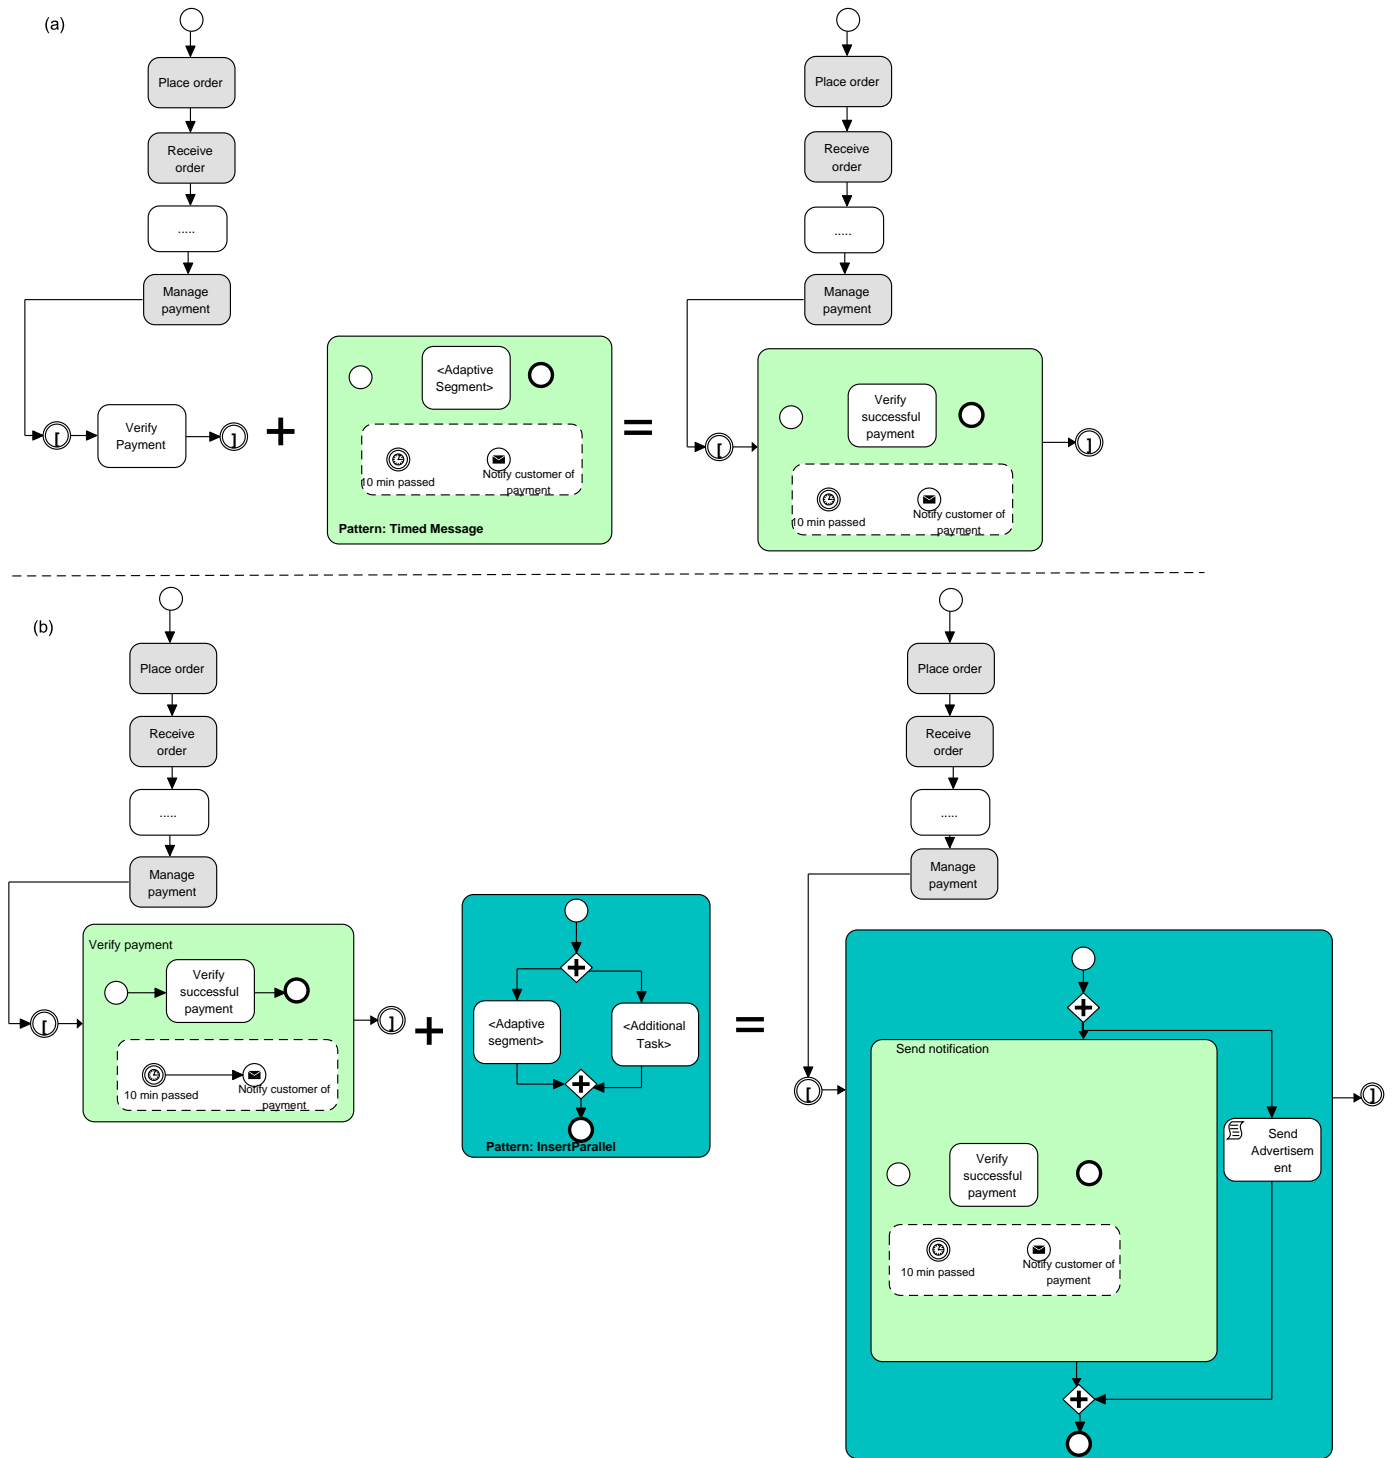 (a)
Place order
Receive
order
.....
Manage
payment
[
Verify
Payment
]
+
<Adaptive
Segment>
10 min passed
Notify customer of
payment
Pattern: Timed Message
=
Place order
Receive
order
.....
Manage
payment
[
Verify
successful
payment
10 min passed
Notify customer of
payment
]
(b)
Place order
Receive
order
.....
Manage
payment
[
Verify payment
Verify
successful
payment
10 min passed
Notify customer of
payment
]
+
<Adaptive
segment>
<Additional
Task>
Pattern: InsertParallel
=
Place order
Receive
order
.....
Manage
payment
[
Send notification
Verify
successful
payment
10 min passed
Notify customer of
payment
Send
Advertisem
ent
]